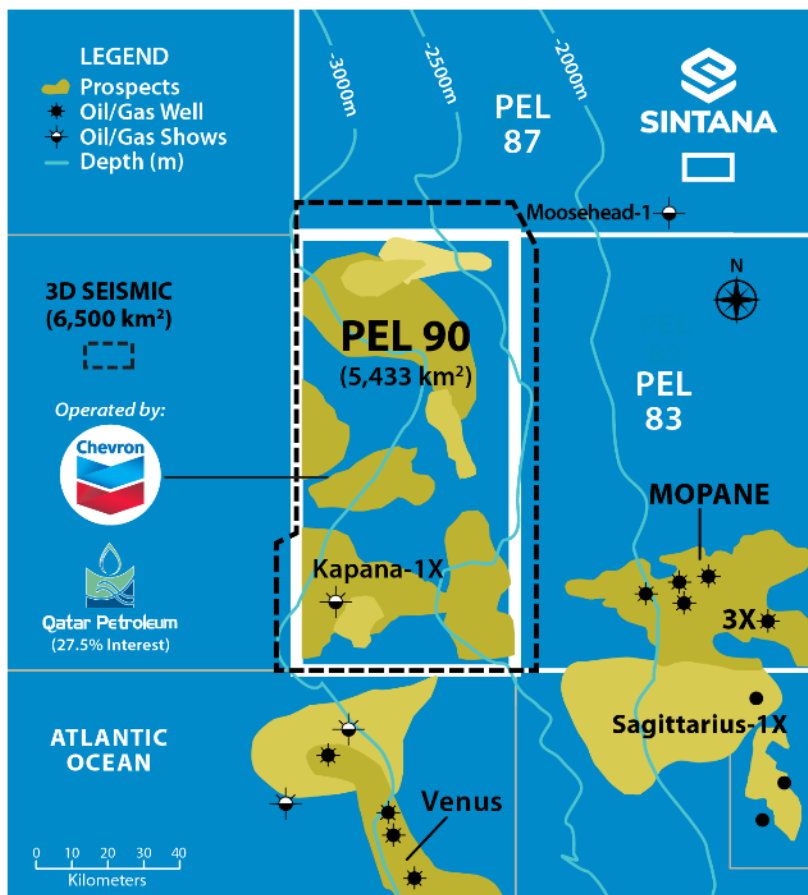 LEGEND
Prospects
Oil/Gas Well
Oil/Gas Shows
Depth (m)
-3000m
-2500m
-2000m
PEL
87
SINTANA
Moosehead-1
3D SEISMIC
(6,500 km²)
N
PEL 90
(5,433 km²)
PEL
83
Operated by:
Chevron
MOPANE
Kapana-1X
3X
Qatar Petroleum
(27.5% Interest)
ATLANTIC
OCEAN
Sagittarius-1X
Venus
0 10 20 30 40
Kilometers